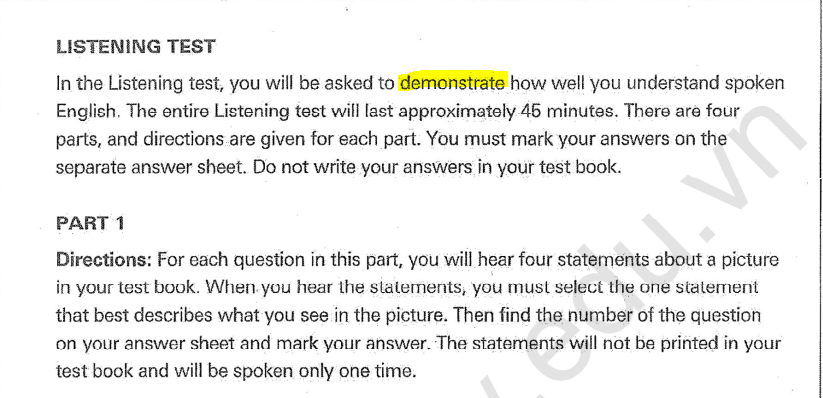 LISTENING TEST
In the Listening test, you will be asked to demonstrate how well you understand spoken
English. The entire Listening test will last approximately 45 minutes. There are four
parts, and directions are given for each part. You must mark your answers on the
separate answer sheet. Do not write your answers in your test book.
PART 1
Directions: For each question in this part, you will hear four statements about a picture
in your test book. When you hear the statements, you must select the one statement
that best describes what you see in the picture. Then find the number of the question
on your answer sheet and mark your answer. The statements will not be printed in your
test book and will be spoken only one time.
.edu.vn